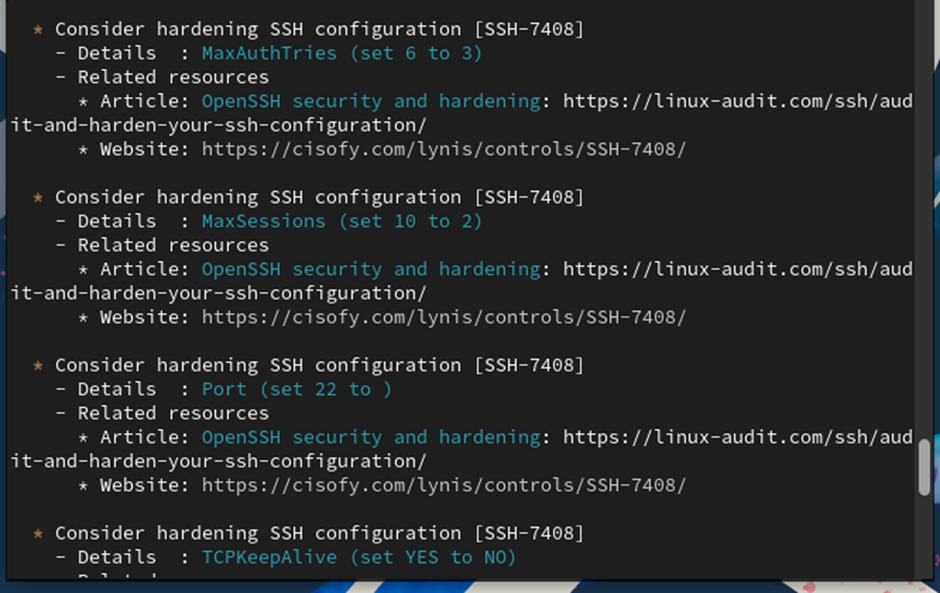 * Consider hardening SSH configuration [SSH-7408]
- Details : MaxAuthTries (set 6 to 3)
- Related resources
* Article: OpenSSH security and hardening: https://linux-audit.com/ssh/aud
it-and-harden-your-ssh-configuration/
* Website: https://cisofy.com/lynis/controls/SSH-7408/
* Consider hardening SSH configuration [SSH-7408]
- Details : MaxSessions (set 10 to 2)
- Related resources
* Article: OpenSSH security and hardening: https://linux-audit.com/ssh/aud
it-and-harden-your-ssh-configuration/
* Website: https://cisofy.com/lynis/controls/SSH-7408/
* Consider hardening SSH configuration [SSH-7408]
- Details : Port (set 22 to )
- Related resources
* Article: OpenSSH security and hardening: https://linux-audit.com/ssh/aud
it-and-harden-your-ssh-configuration/
* Website: https://cisofy.com/lynis/controls/SSH-7408/
* Consider hardening SSH configuration [SSH-7408]
- Details : TCPKeepAlive (set YES to NO)